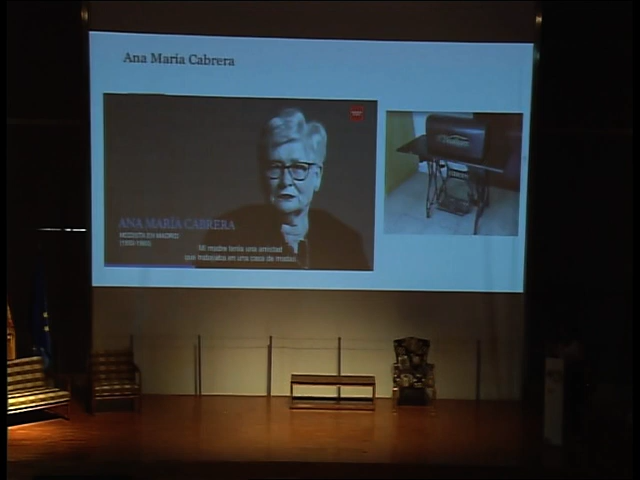 Ana María Cabrera
ANA MARÍA CABRERA
MODISTA EN MADRID
Mi madre tenía una amistad
que trabajaba en una casa de modas